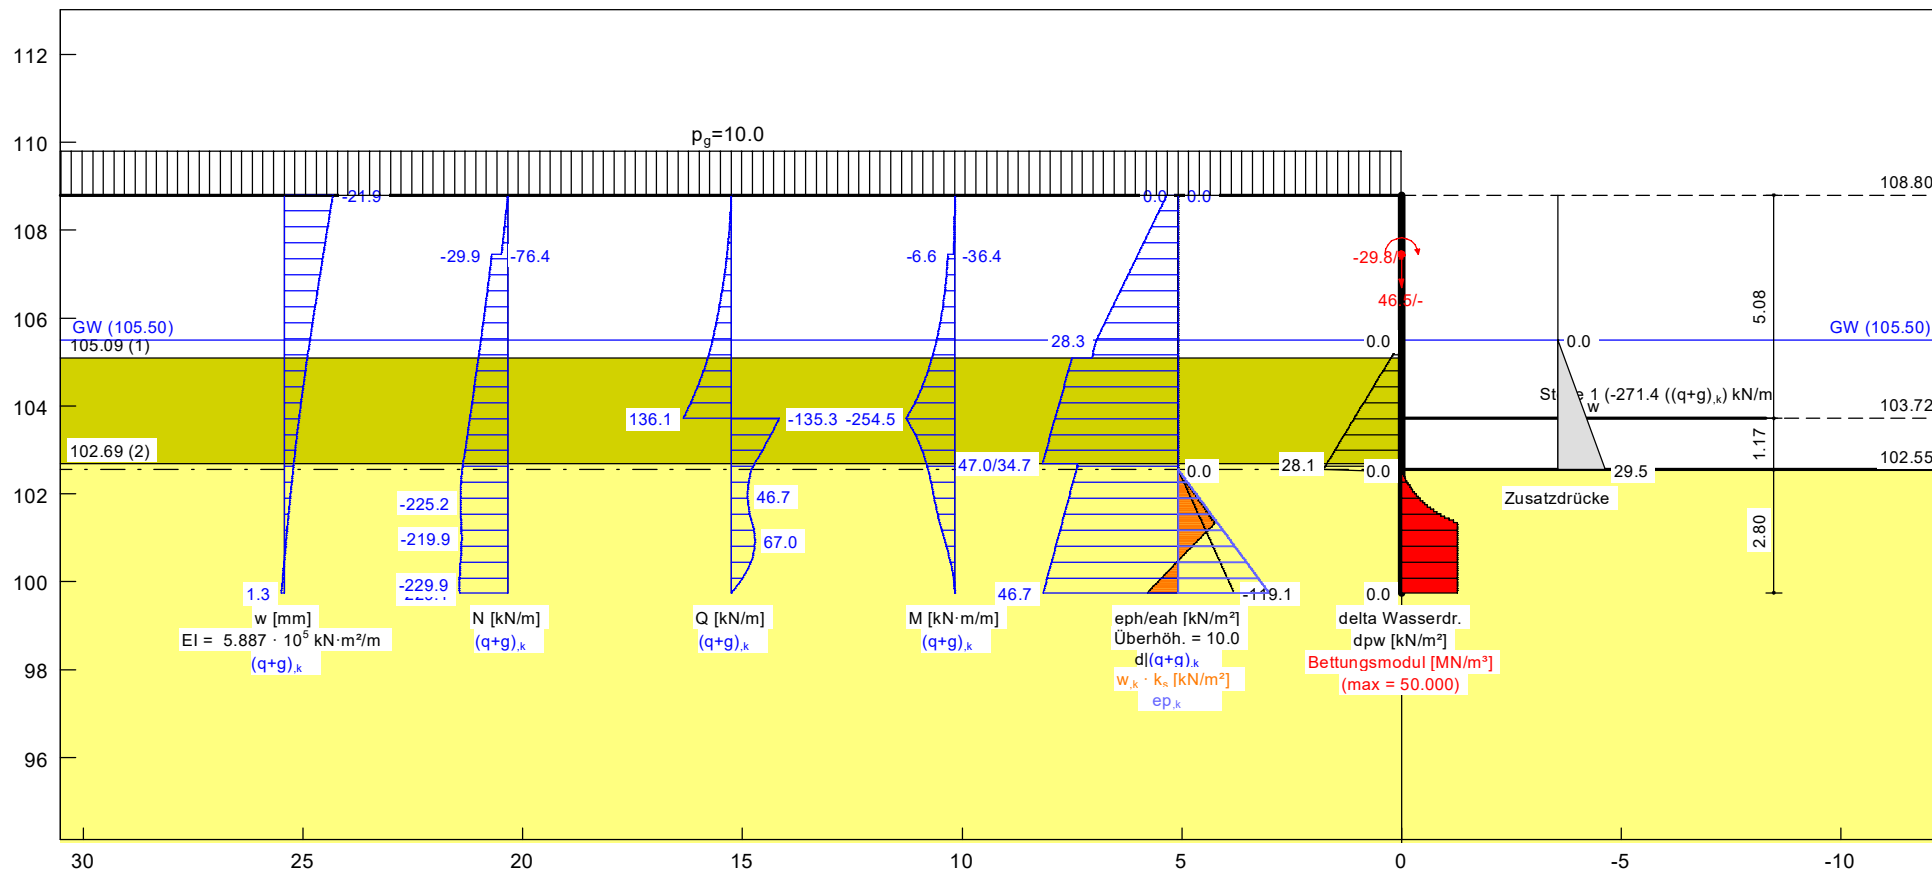 112
110
108
106
104
102
100
98
96
30
25
20
15
10
5
0
-5
-10
pg=10.0
108.80
-21.9
0.0
0.0
-29.9
-76.4
-6.6
-36.4
-29.8/
46.5/-
5.08
GW (105.50)
GW (105.50)
105.09 (1)
28.3
0.0
0.0
1 (-271.4 ((q+g),k) kN/m
w
103.72
136.1
-135.3
-254.5
1.17
102.69 (2)
47.0/34.7
0.0
28.1
-0.0
29.5
102.55
Zusatzdrücke
-225.2
46.7
-219.9
67.0
2.80
-229.9
1.3
46.7
-119.1
0.0
w [mm]
EI = 5.887 · 10⁵ kN·m²/m
(q+g),k
N [kN/m]
(q+g),k
Q [kN/m]
(q+g),k
M [kN·m/m]
(q+g),k
eph/eah [kN/m²]
Überhöh. = 10.0
(q+g),k
w,k · ks [kN/m²]
ep,k
delta Wasserdr.
dpw [kN/m²]
Bettungsmodul [MN/m³]
(max = 50.000)